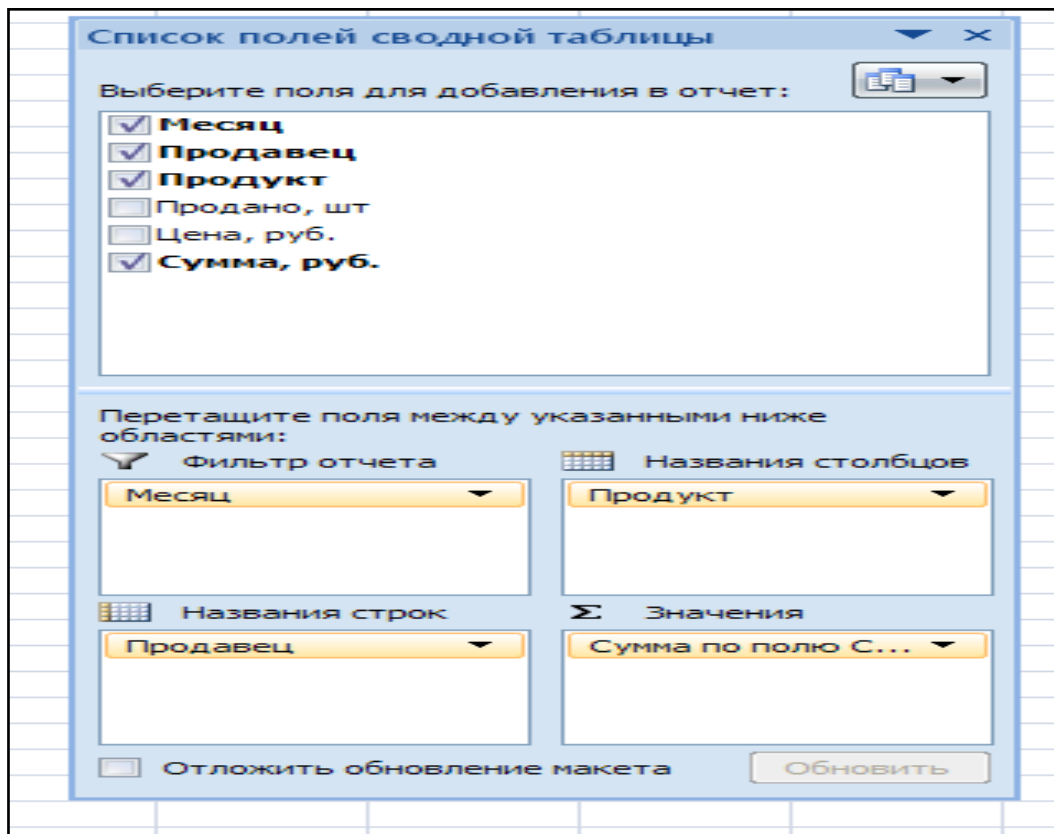 Список полей сводной таблицы
Выберите поля для добавления в отчет:
Месяц
Продавец
Продукт
Продано, шт
Цена, руб.
Сумма, руб.
Перетащите поля между указанными ниже
областями:
Фильтр отчета
Названия столбцов
Месяц
Продукт
Названия строк
Σ Значения
Продавец
Сумма по полю С...
Отложить обновление макета
Обновить